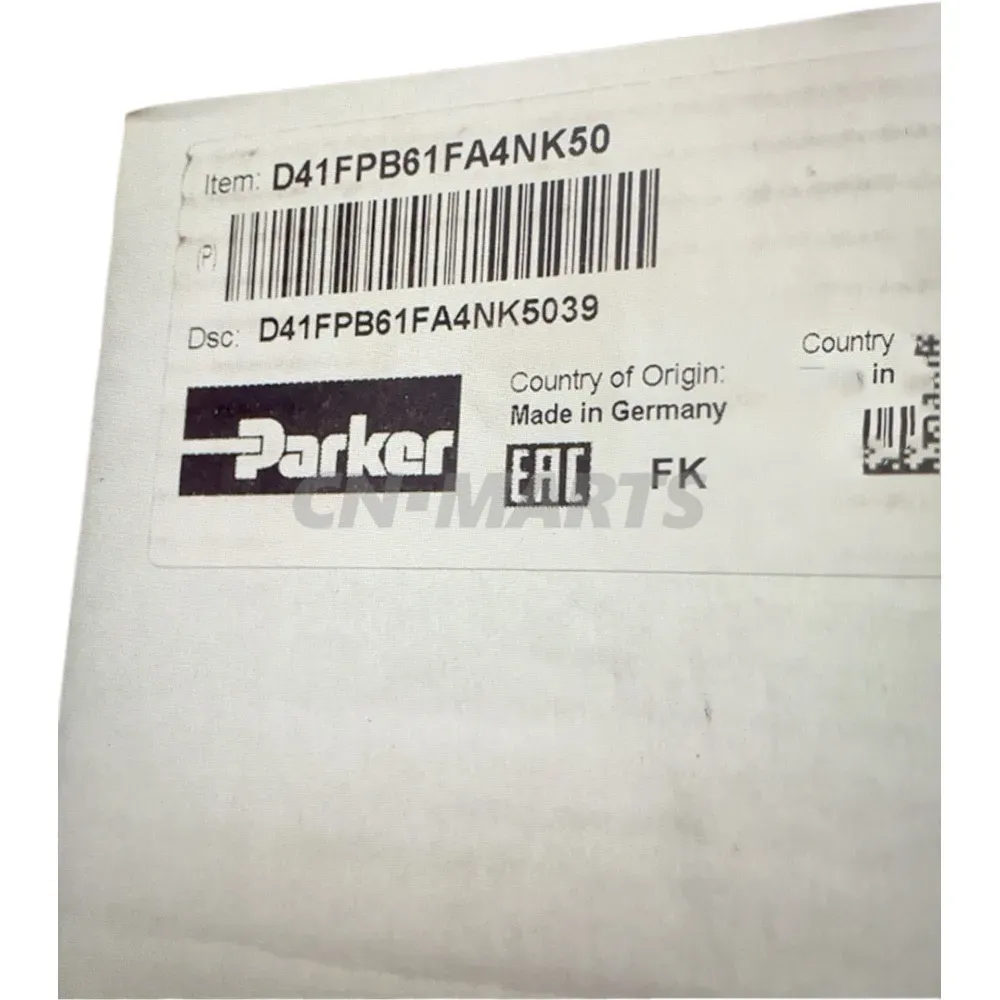 Item: D41FPB61FA4NK50
(P)
Dsc: D41FPB61FA4NK5039
Parker
Country of Origin:
Made in Germany
EAC FK
Country
in
CN-MARTS